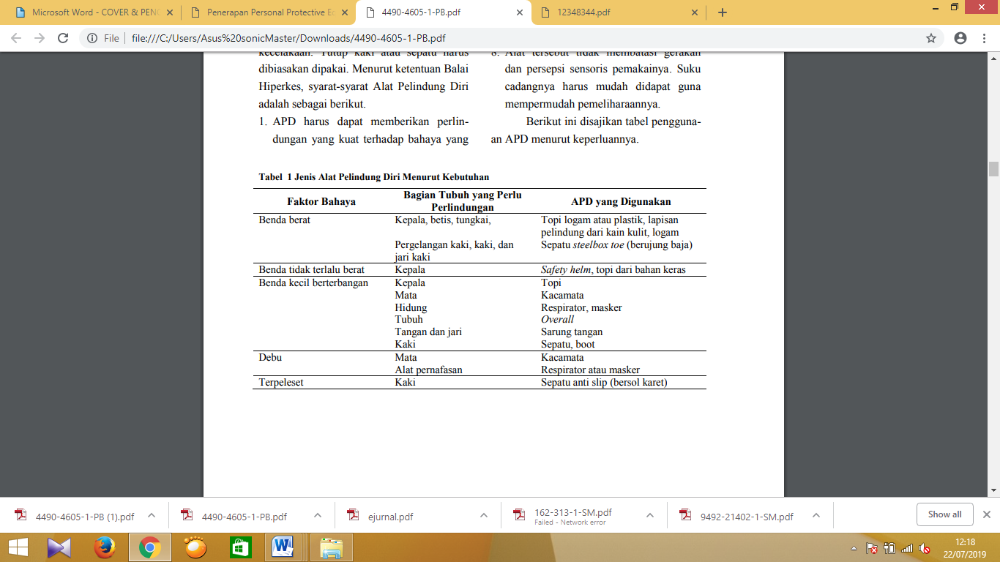 Microsoft Word - COVER & PENG
Penerapan Personal Protective Ec
4490-4605-1-PB.pdf
12348344.pdf
File
file:///C:/Users/Asus%20sonicMaster/Downloads/4490-4605-1-PB.pdf
kecelakaan. Tutup kaki atau sepatu harus
dibiasakan dipakai. Menurut ketentuan Balai
Hiperkes, syarat-syarat Alat Pelindung Diri
adalah sebagai berikut.
1. APD harus dapat memberikan perlin-
dungan yang kuat terhadap bahaya yang
8. Alat tersebut tidak membatasi gerakan
dan persepsi sensoris pemakainya. Suku
cadangnya harus mudah didapat guna
mempermudah pemeliharaannya.
Berikut ini disajikan tabel pengguna-
an APD menurut keperluannya.
Tabel 1 Jenis Alat Pelindung Diri Menurut Kebutuhan
Faktor Bahaya
Bagian Tubuh yang Perlu
Perlindungan
APD yang Digunakan
Benda berat
Kepala, betis, tungkai,
Topi logam atau plastik, lapisan
pelindung dari kain kulit, logam
Pergelangan kaki, kaki, dan
jari kaki
Sepatu steelbox toe (berujung baja)
Benda tidak terlalu berat
Kepala
Safety helm, topi dari bahan keras
Benda kecil berterbangan
Kepala
Topi
Mata
Kacamata
Hidung
Respirator, masker
Tubuh
Overall
Tangan dan jari
Sarung tangan
Kaki
Sepatu, boot
Debu
Mata
Kacamata
Alat pernafasan
Respirator atau masker
Terpeleset
Kaki
Sepatu anti slip (bersol karet)
4490-4605-1-PB (1).pdf
4490-4605-1-PB.pdf
ejurnal.pdf
162-313-1-SM.pdf
Failed - Network error
9492-21402-1-SM.pdf
Show all
12:18
22/07/2019